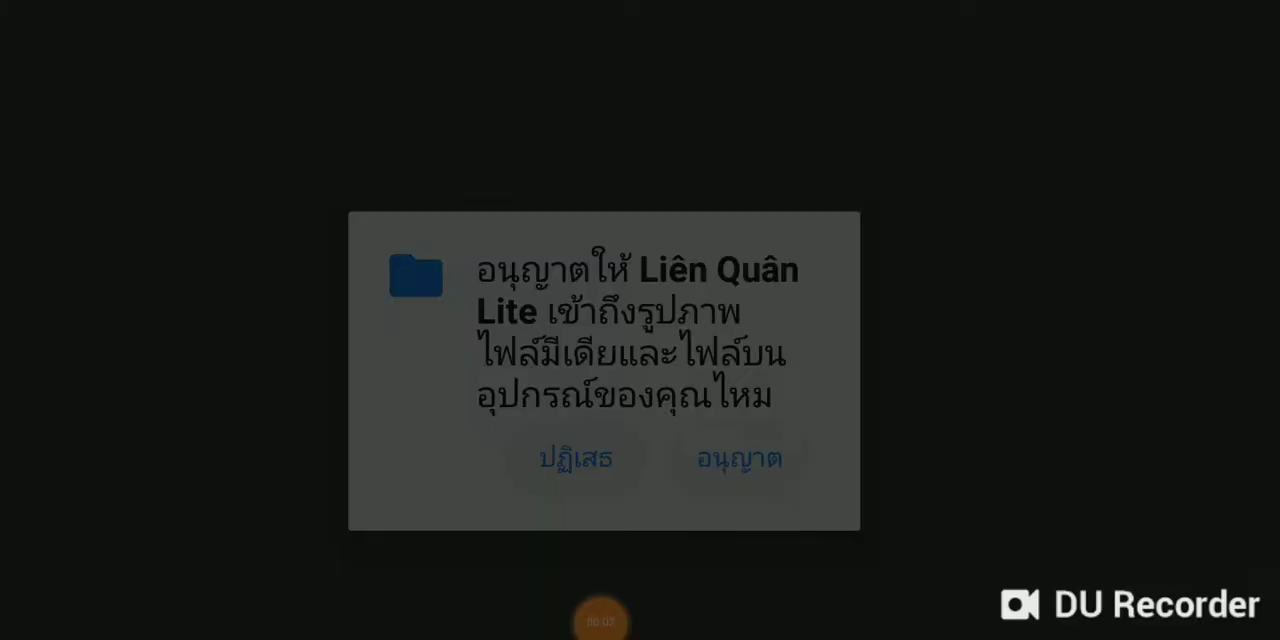 อนุญาตให้ Liên Quân
Lite เข้าถึงรูปภาพ
ไฟล์มีเดียและไฟล์บน
อุปกรณ์ของคุณไหม
ปฏิเสธ อนุญาต
DU Recorder
00:02